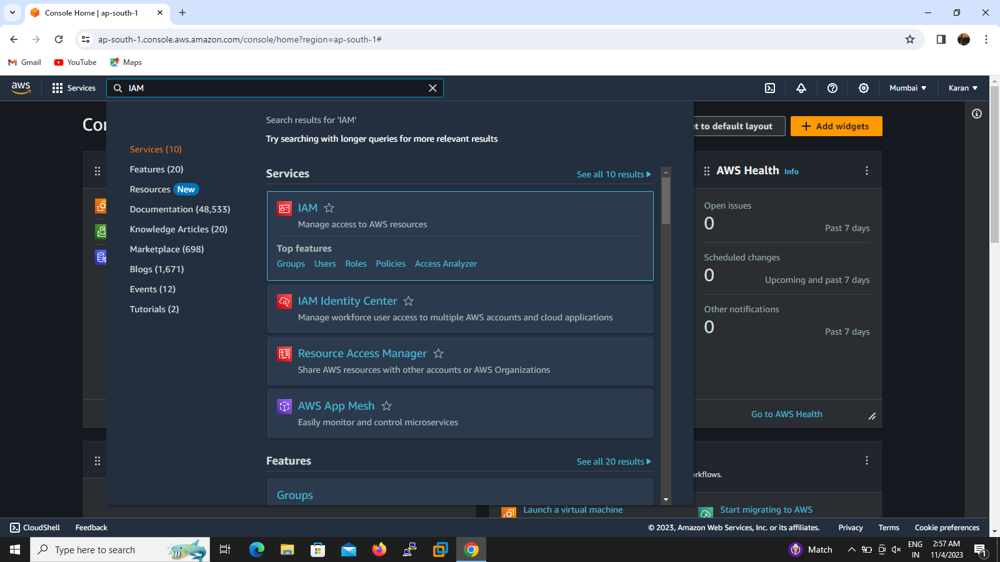 Console Home | ap-south-1
ap-south-1.console.aws.amazon.com/console/home?region=ap-south-1#
Gmail
YouTube
Maps
aws
Services
IAM
Mumbai
Karan
Search results for 'IAM'
Try searching with longer queries for more relevant results
Services (10)
Features (20)
Resources New
Documentation (48,533)
Knowledge Articles (20)
Marketplace (698)
Blogs (1,671)
Events (12)
Tutorials (2)
Services
See all 10 results
IAM
Manage access to AWS resources
Top features
Groups Users Roles Policies Access Analyzer
IAM Identity Center
Manage workforce user access to multiple AWS accounts and cloud applications
Resource Access Manager
Share AWS resources with other accounts or AWS Organizations
AWS App Mesh
Easily monitor and control microservices
Features
See all 20 results
Groups
to default layout
Add widgets
AWS Health Info
Open issues
0
Past 7 days
Scheduled changes
0
Upcoming and past 7 days
Other notifications
0
Past 7 days
Go to AWS Health
Launch a virtual machine
Start migrating to AWS
CloudShell
Feedback
© 2023, Amazon Web Services, Inc. or its affiliates.
Privacy
Terms
Cookie preferences
Type here to search
Match
ENG
IN
2:57 AM
11/4/2023
1